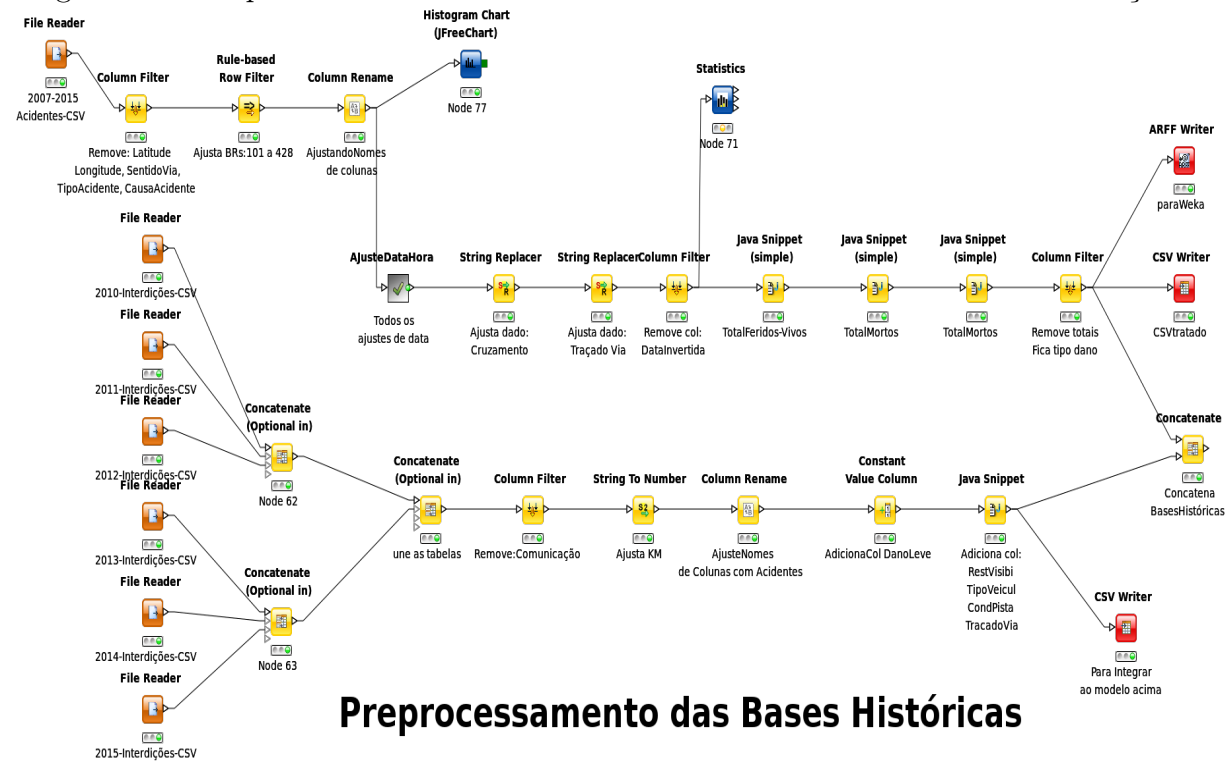 File Reader
2007-2015
Acidentes-CSV
Column Filter
Remove: Latitude
Longitude, SentidoVia,
TipoAcidente, CausaAcidente
Rule-based
Row Filter
Ajusta BRs:101 a 428
Column Rename
AjustandoNomes
de colunas
Histogram Chart
(JFreeChart)
Node 77
Statistics
Node 71
ARFF Writer
paraWeka
AJusteDataHora
Todos os
ajustes de data
String Replacer
Ajusta dado:
Cruzamento
String Replacer
Ajusta dado:
Traçado Via
Column Filter
Remove col:
DataInvertida
Java Snippet
(simple)
TotalFeridos-Vivos
Java Snippet
(simple)
TotalMortos
Java Snippet
(simple)
TotalMortos
Column Filter
Remove totais
Fica tipo dano
CSV Writer
CSVtratado
File Reader
2010-Interdições-CSV
File Reader
2011-Interdições-CSV
File Reader
2012-Interdições-CSV
File Reader
2013-Interdições-CSV
File Reader
2014-Interdições-CSV
File Reader
2015-Interdições-CSV
Concatenate
(Optional in)
Node 62
Concatenate
(Optional in)
Node 63
Concatenate
(Optional in)
une as tabelas
Column Filter
Remove:Comunicação
String To Number
Ajusta KM
Column Rename
AjusteNomes
de Colunas com Acidentes
Constant
Value Column
AdicionaCol DanoLeve
Java Snippet
Adiciona col:
RestVisibi
TipoVeicul
CondPista
TracadoVia
Concatenate
Concatena
BasesHistóricas
CSV Writer
Para Integrar
ao modelo acima
Preprocessamento das Bases Históricas